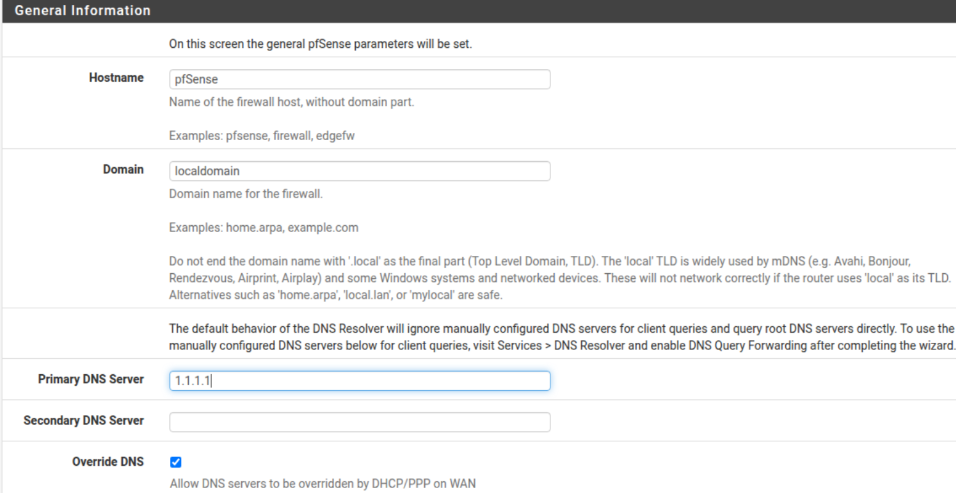 General Information
On this screen the general pfSense parameters will be set.
Hostname
pfSense
Name of the firewall host, without domain part.
Examples: pfsense, firewall, edgefw
Domain
localdomain
Domain name for the firewall.
Examples: home.arpa, example.com
Do not end the domain name with '.local' as the final part (Top Level Domain, TLD). The 'local' TLD is widely used by mDNS (e.g. Avahi, Bonjour,
Rendezvous, Airprint, Airplay) and some Windows systems and networked devices. These will not network correctly if the router uses 'local' as its TLD.
Alternatives such as 'home.arpa', 'local.lan', or 'mylocal' are safe.
The default behavior of the DNS Resolver will ignore manually configured DNS servers for client queries and query root DNS servers directly. To use the
manually configured DNS servers below for client queries, visit Services > DNS Resolver and enable DNS Query Forwarding after completing the wizard.
Primary DNS Server
1.1.1.1
Secondary DNS Server
Override DNS
Allow DNS servers to be overridden by DHCP/PPP on WAN